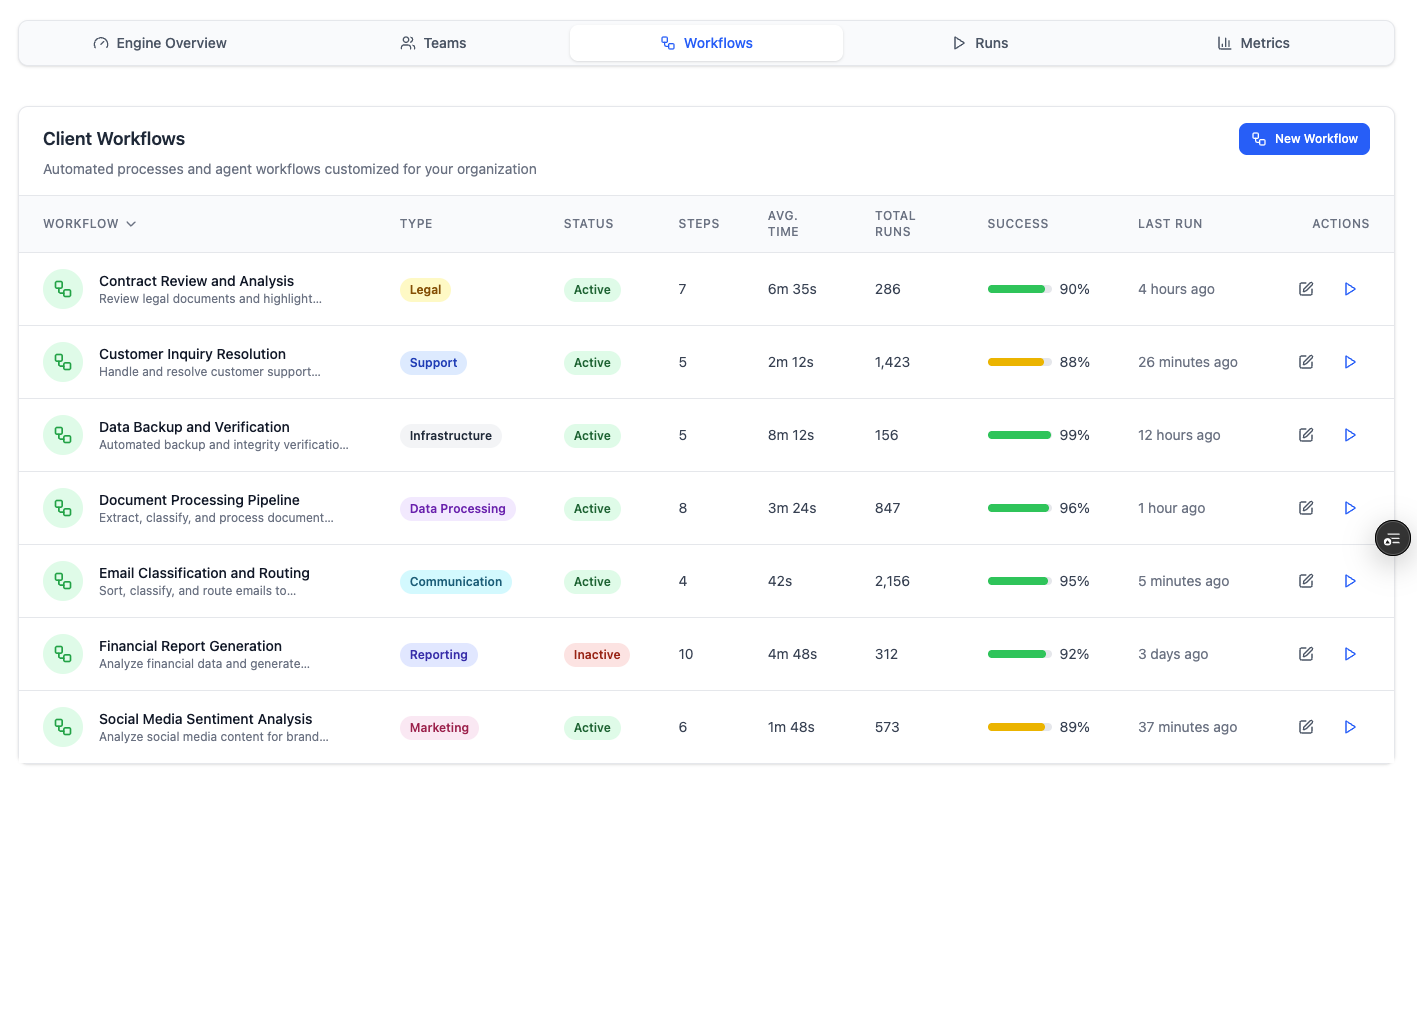 Engine Overview
Teams
Workflows
Runs
Metrics
Client Workflows
New Workflow
Automated processes and agent workflows customized for your organization
WORKFLOW TYPE STATUS STEPS AVG. TIME TOTAL RUNS SUCCESS LAST RUN ACTIONS
Contract Review and Analysis
Review legal documents and highlight...
Legal Active 7 6m 35s 286 90% 4 hours ago
Customer Inquiry Resolution
Handle and resolve customer support...
Support Active 5 2m 12s 1,423 88% 26 minutes ago
Data Backup and Verification
Automated backup and integrity verificatio...
Infrastructure Active 5 8m 12s 156 99% 12 hours ago
Document Processing Pipeline
Extract, classify, and process document...
Data Processing Active 8 3m 24s 847 96% 1 hour ago
Email Classification and Routing
Sort, classify, and route emails to...
Communication Active 4 42s 2,156 95% 5 minutes ago
Financial Report Generation
Analyze financial data and generate...
Reporting Inactive 10 4m 48s 312 92% 3 days ago
Social Media Sentiment Analysis
Analyze social media content for brand...
Marketing Active 6 1m 48s 573 89% 37 minutes ago